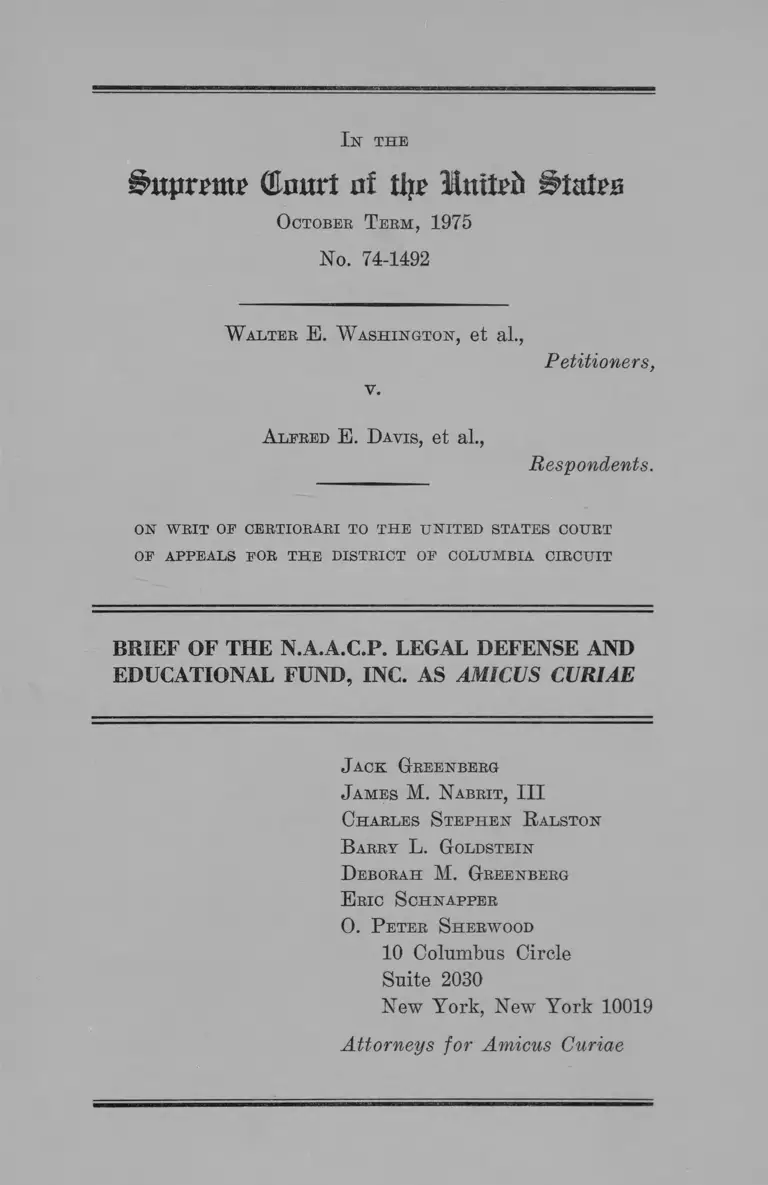 IN THE
Supreme Court of the United States
OCTOBER TERM, 1975
No. 74-1492
WALTER E. WASHINGTON, et al.,
Petitioners,
v.
ALFRED E. DAVIS, et al.,
Respondents.
ON WRIT OF CERTIORARI TO THE UNITED STATES COURT
OF APPEALS FOR THE DISTRICT OF COLUMBIA CIRCUIT
BRIEF OF THE N.A.A.C.P. LEGAL DEFENSE AND
EDUCATIONAL FUND, INC. AS AMICUS CURIAE
JACK GREENBERG
JAMES M. NABRIT, III
CHARLES STEPHEN RALSTON
BARRY L. GOLDSTEIN
DEBORAH M. GREENBERG
ERIC SCHNAPPER
O. PETER SHERWOOD
10 Columbus Circle
Suite 2030
New York, New York 10019
Attorneys for Amicus Curiae